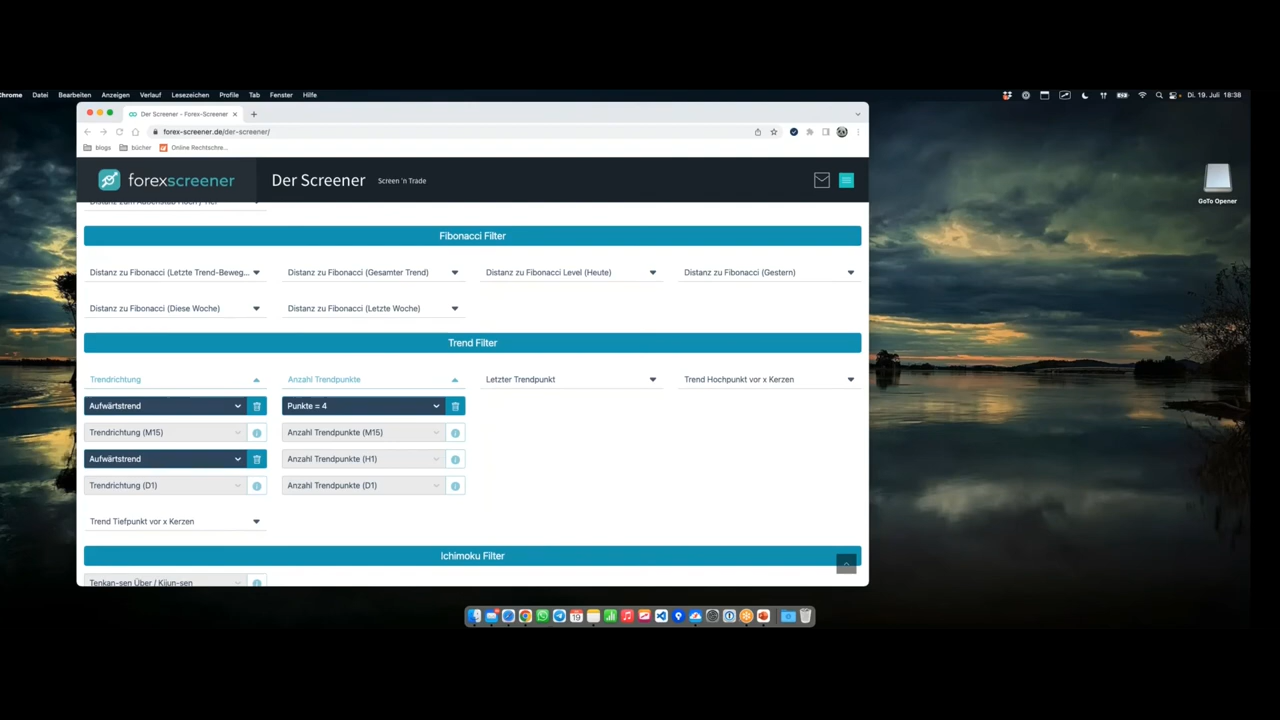 Chrome Datei Bearbeiten Anzeigen Verlauf Lesezeichen Profile Tab Fenster Hilfe
Di. 19. Juli 18:38
Der Screener - Forex-Screener
forex-screener.de/der-screener/
blogs bücher Online Rechtschre...
forexscreener Der Screener Screen 'n Trade
GoTo Opener
Distanz zum Außenstab Hoch / Tief
Fibonacci Filter
Distanz zu Fibonacci (Letzte Trend-Beweg... Distanz zu Fibonacci (Gesamter Trend) Distanz zu Fibonacci Level (Heute) Distanz zu Fibonacci (Gestern)
Distanz zu Fibonacci (Diese Woche) Distanz zu Fibonacci (Letzte Woche)
Trend Filter
Trendrichtung Anzahl Trendpunkte Letzter Trendpunkt Trend Hochpunkt vor x Kerzen
Aufwärtstrend Punkte = 4
Trendrichtung (M15) Anzahl Trendpunkte (M15)
Aufwärtstrend Anzahl Trendpunkte (H1)
Trendrichtung (D1) Anzahl Trendpunkte (D1)
Trend Tiefpunkt vor x Kerzen
Ichimoku Filter
Tenkan-sen Über / Kijun-sen